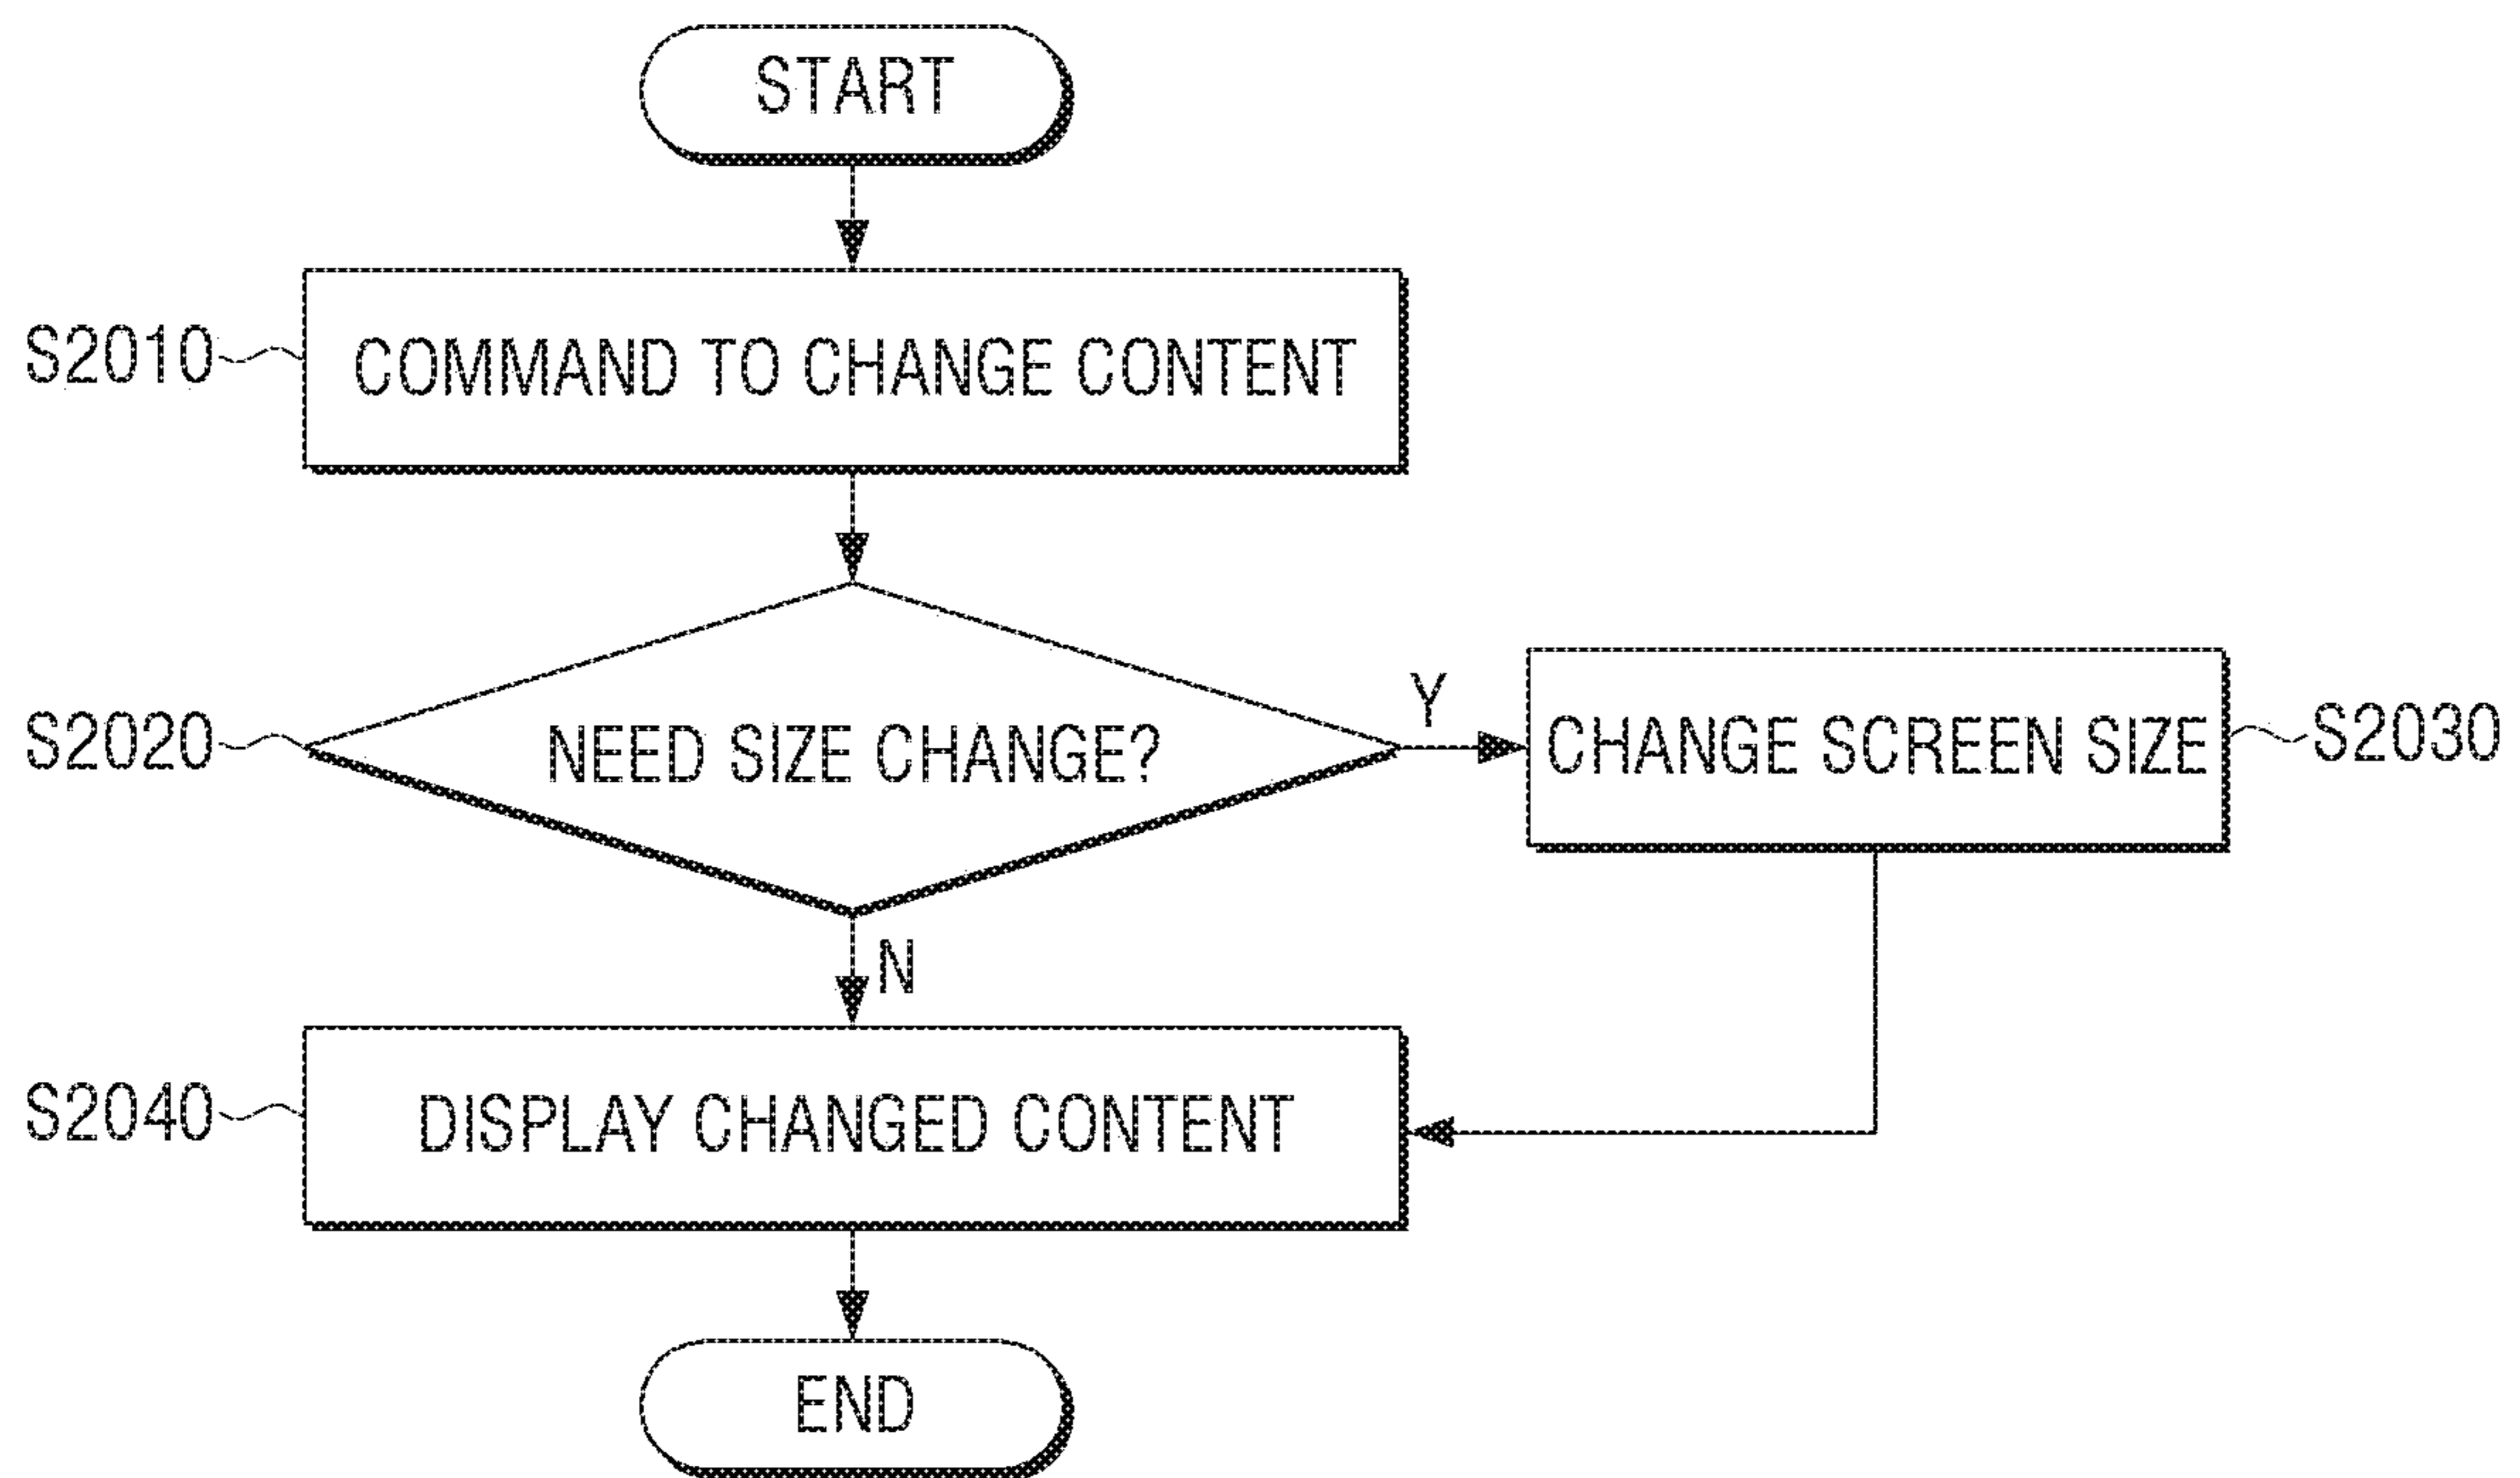 START
S2010
COMMAND TO CHANGE CONTENT
S2020
NEED SIZE CHANGE?
Y
CHANGE SCREEN SIZE
S2030
N
S2040
DISPLAY CHANGED CONTENT
END